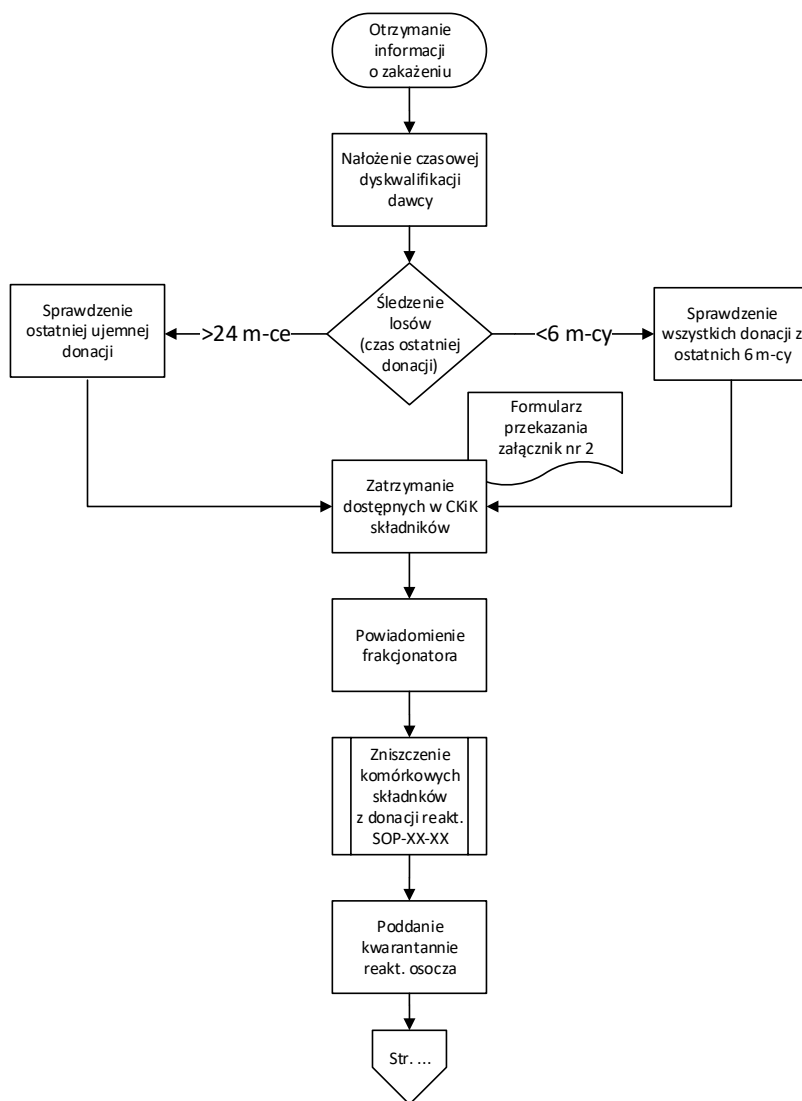 Otrzymanie
informacji
o zakażeniu
Nałożenie czasowej
dyskwalifikacji
dawcy
Śledzenie
losów
(czas ostatniej
donacji)
>24 m-ce
<6 m-cy
Sprawdzenie
ostatniej ujemnej
donacji
Sprawdzenie
wszystkich donacji z
ostatnich 6 m-cy
Formularz
przekazania
załącznik nr 2
Zatrzymanie
dostępnych w CKiK
składników
Powiadomienie
frakcjonatora
Zniszczenie
komórkowych
składnków
z donacji reakt.
SOP-XX-XX
Poddanie
kwarantannie
reakt. osocza
Str. ...